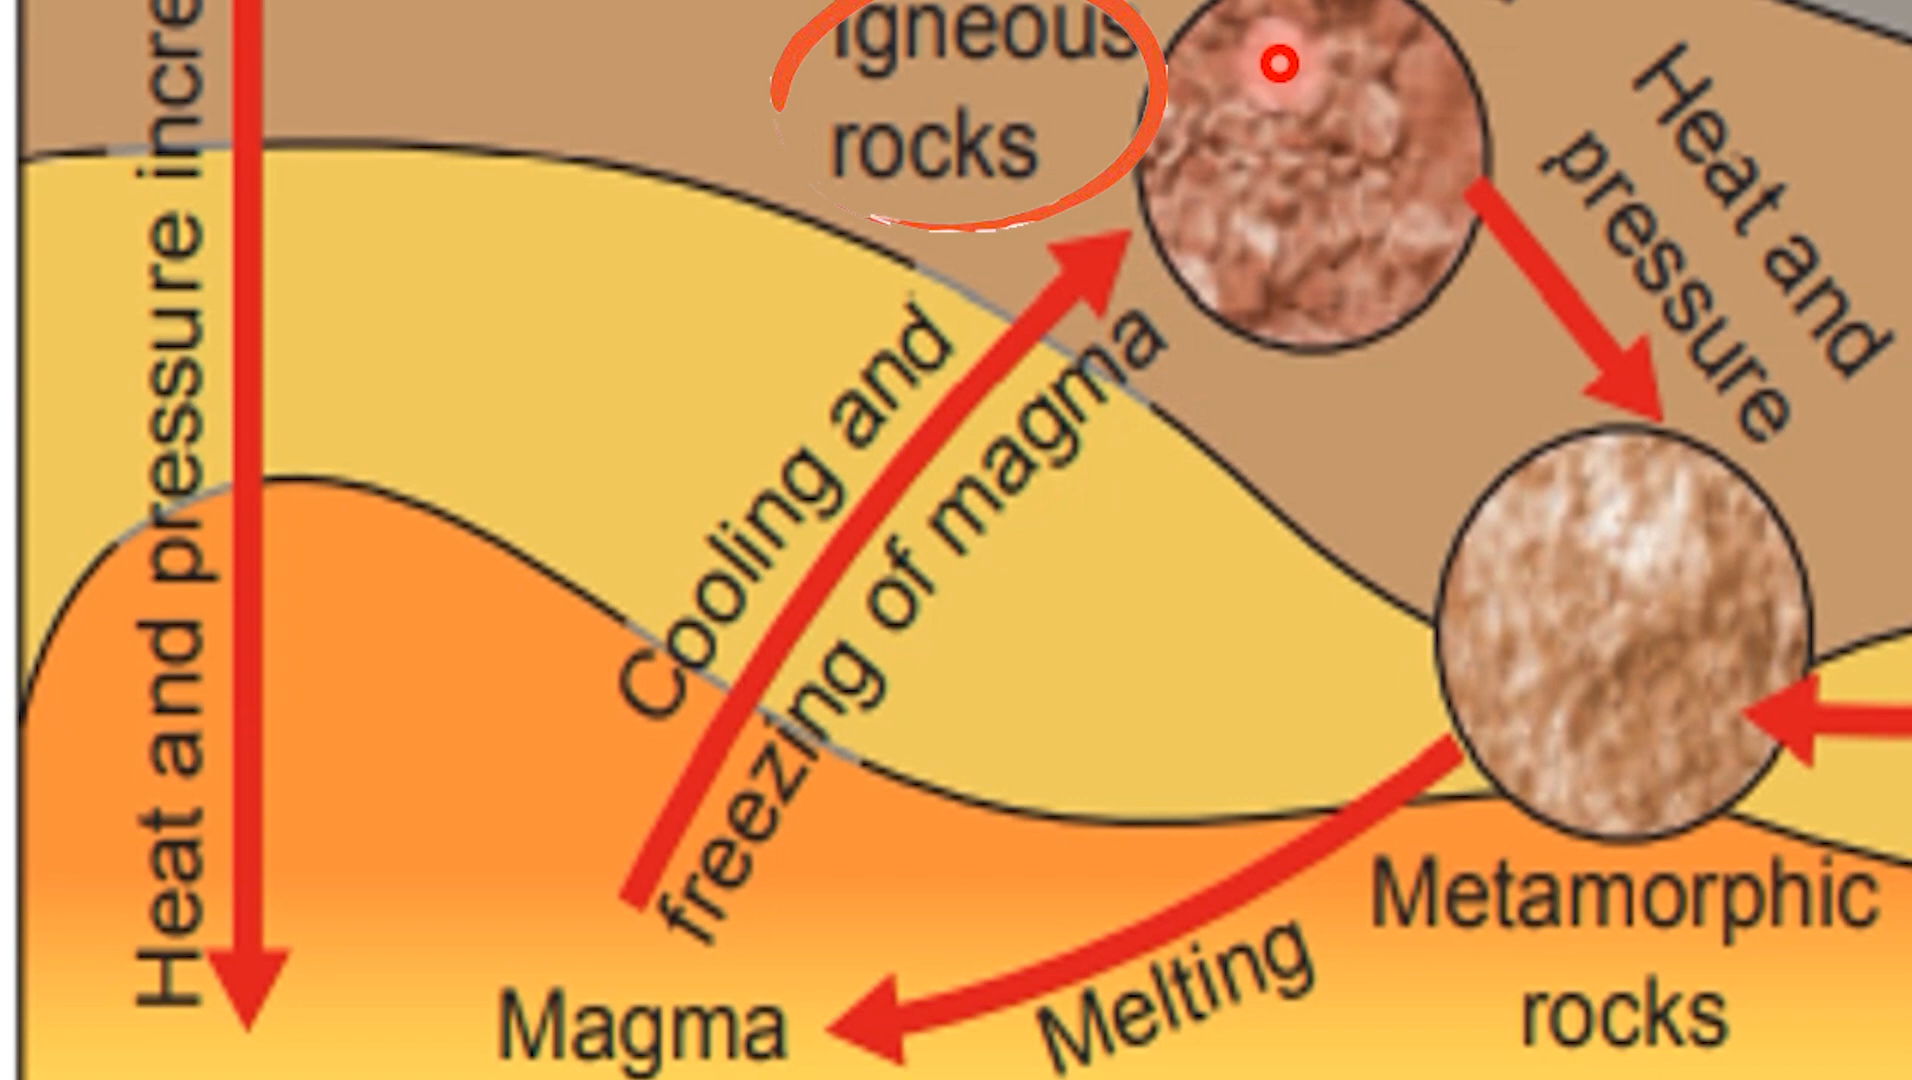 Heat and pressure incre
Igneous
rocks
Heat and
pressure
Cooling and
freezing of magma
Metamorphic
rocks
Melting
Magma